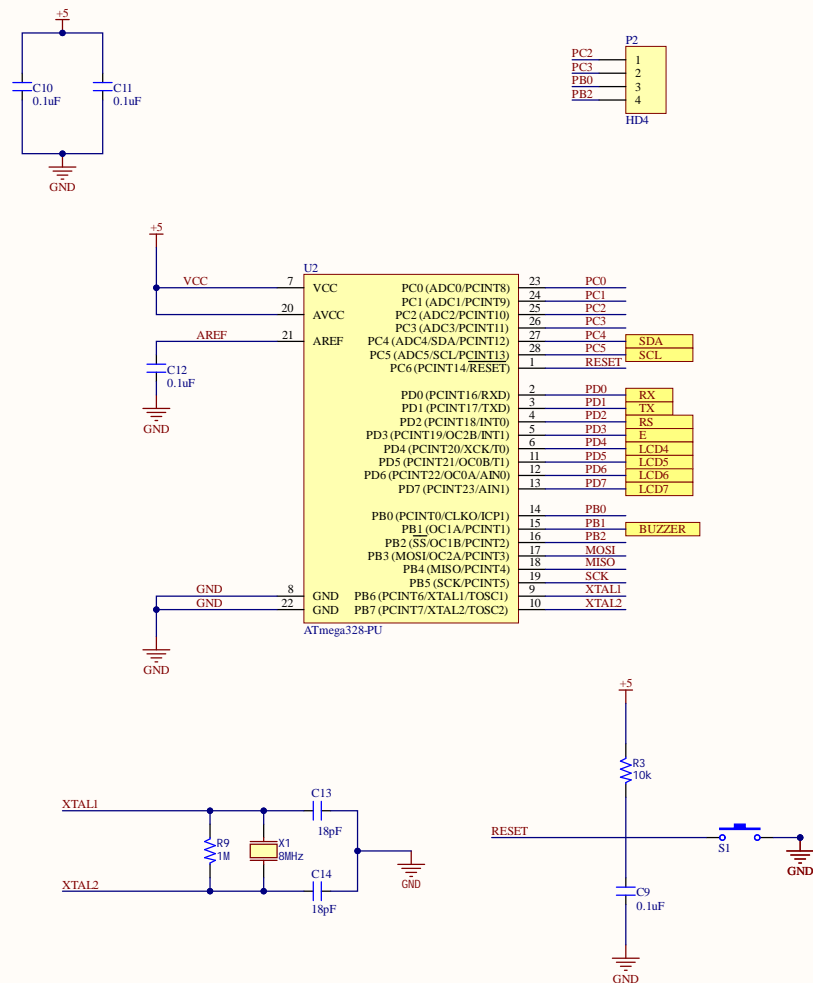 +5
C10
0.1uF
C11
0.1uF
GND
P2
PC2 1
PC3 2
PB0 3
PB2 4
HD4
+5
U2
VCC 7 VCC
20 AVCC
AREF 21 AREF
C12
0.1uF
GND
PC0 (ADC0/PCINT8) 23 PC0
PC1 (ADC1/PCINT9) 24 PC1
PC2 (ADC2/PCINT10) 25 PC2
PC3 (ADC3/PCINT11) 26 PC3
PC4 (ADC4/SDA/PCINT12) 27 PC4 SDA
PC5 (ADC5/SCL/PCINT13) 28 PC5 SCL
PC6 (PCINT14/RESET) 1 RESET
PD0 (PCINT16/RXD) 2 PD0 RX
PD1 (PCINT17/TXD) 3 PD1 TX
PD2 (PCINT18/INT0) 4 PD2 RS
PD3 (PCINT19/OC2B/INT1) 5 PD3 E
PD4 (PCINT20/XCK/T0) 6 PD4 LCD4
PD5 (PCINT21/OC0B/T1) 11 PD5 LCD5
PD6 (PCINT22/OC0A/AIN0) 12 PD6 LCD6
PD7 (PCINT23/AIN1) 13 PD7 LCD7
PB0 (PCINT0/CLKO/ICP1) 14 PB0
PB1 (OC1A/PCINT1) 15 PB1 BUZZER
PB2 (SS/OC1B/PCINT2) 16 PB2
PB3 (MOSI/OC2A/PCINT3) 17 MOSI
PB4 (MISO/PCINT4) 18 MISO
PB5 (SCK/PCINT5) 19 SCK
GND 8 GND PB6 (PCINT6/XTAL1/TOSC1) 9 XTAL1
GND 22 GND PB7 (PCINT7/XTAL2/TOSC2) 10 XTAL2
ATmega328-PU
GND
XTAL1
XTAL2
R9
1M
X1
8MHz
C13
18pF
C14
18pF
GND
+5
R3
10k
RESET
S1
GND
C9
0.1uF
GND